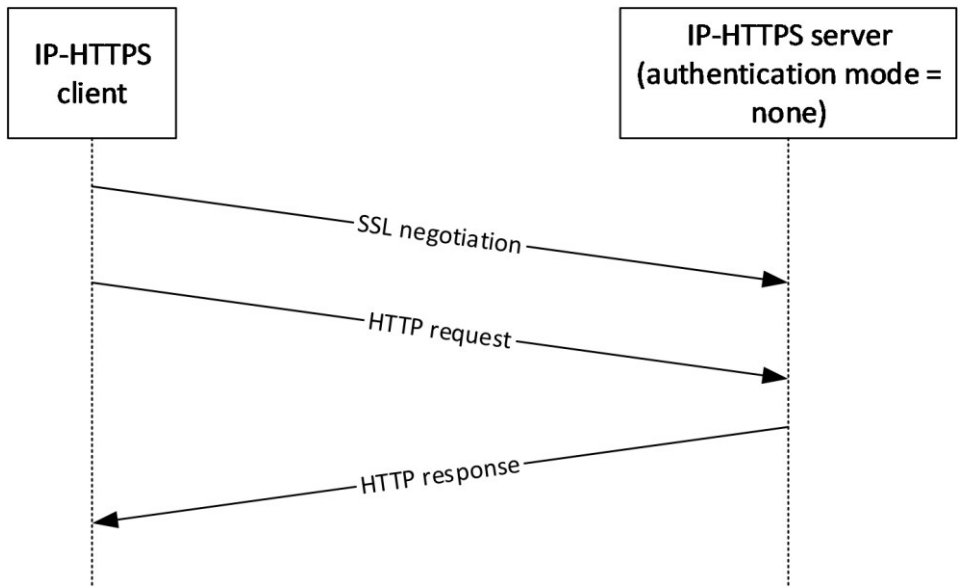 IP-HTTPS
client
IP-HTTPS server
(authentication mode =
none)
SSL negotiation
HTTP request
HTTP response